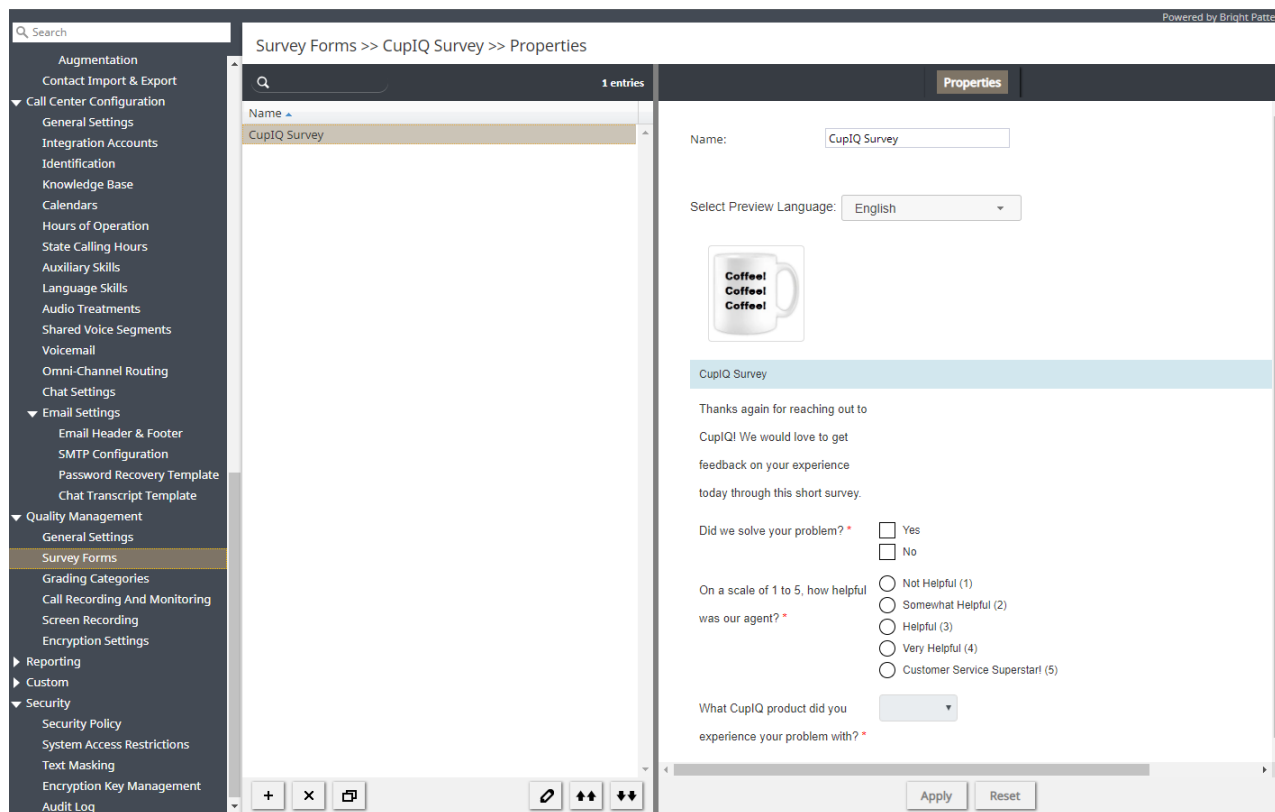 Powered by Bright Patte
Search
Augmentation
Contact Import & Export
Call Center Configuration
General Settings
Integration Accounts
Identification
Knowledge Base
Calendars
Hours of Operation
State Calling Hours
Auxiliary Skills
Language Skills
Audio Treatments
Shared Voice Segments
Voicemail
Omni-Channel Routing
Chat Settings
Email Settings
Email Header & Footer
SMTP Configuration
Password Recovery Template
Chat Transcript Template
Quality Management
General Settings
Survey Forms
Grading Categories
Call Recording And Monitoring
Screen Recording
Encryption Settings
Reporting
Custom
Security
Security Policy
System Access Restrictions
Text Masking
Encryption Key Management
Audit Log
Survey Forms >> CupIQ Survey >> Properties
1 entries
Name
CupIQ Survey
Properties
Name: CupIQ Survey
Select Preview Language: English
Coffee!
Coffee!
Coffee!
CupIQ Survey
Thanks again for reaching out to
CupIQ! We would love to get
feedback on your experience
today through this short survey.
Did we solve your problem? *
Yes
No
On a scale of 1 to 5, how helpful
was our agent? *
Not Helpful (1)
Somewhat Helpful (2)
Helpful (3)
Very Helpful (4)
Customer Service Superstar! (5)
What CupIQ product did you
experience your problem with? *
Apply
Reset